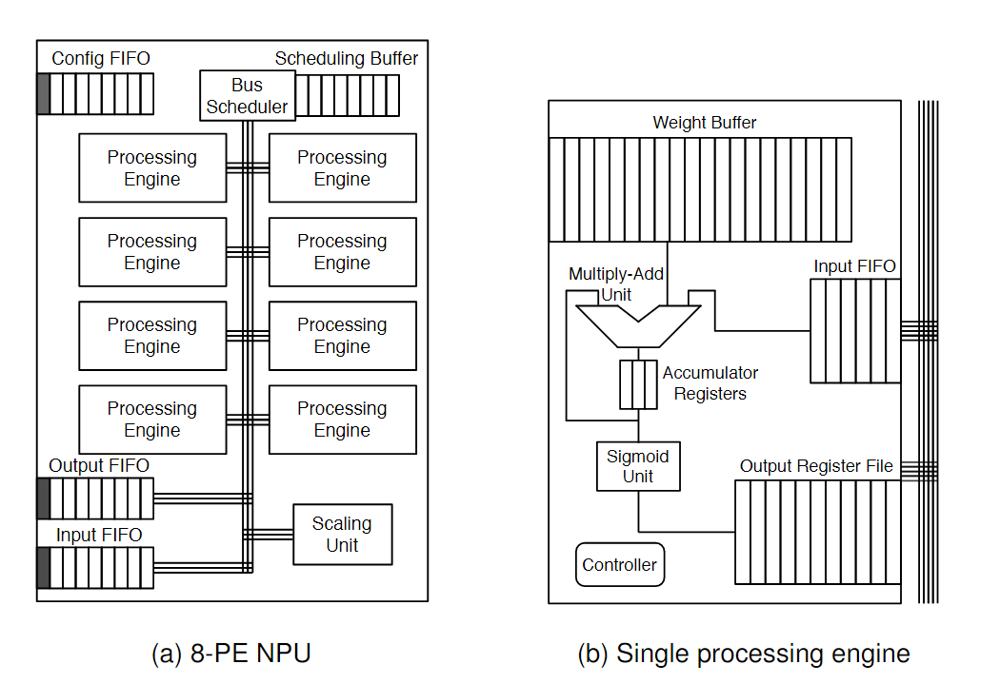 Config FIFO
Scheduling Buffer
Bus
Scheduler
Processing
Engine
Processing
Engine
Processing
Engine
Processing
Engine
Processing
Engine
Processing
Engine
Processing
Engine
Processing
Engine
Output FIFO
Input FIFO
Scaling
Unit
(a) 8-PE NPU
Weight Buffer
Multiply-Add
Unit
Input FIFO
Accumulator
Registers
Sigmoid
Unit
Output Register File
Controller
(b) Single processing engine